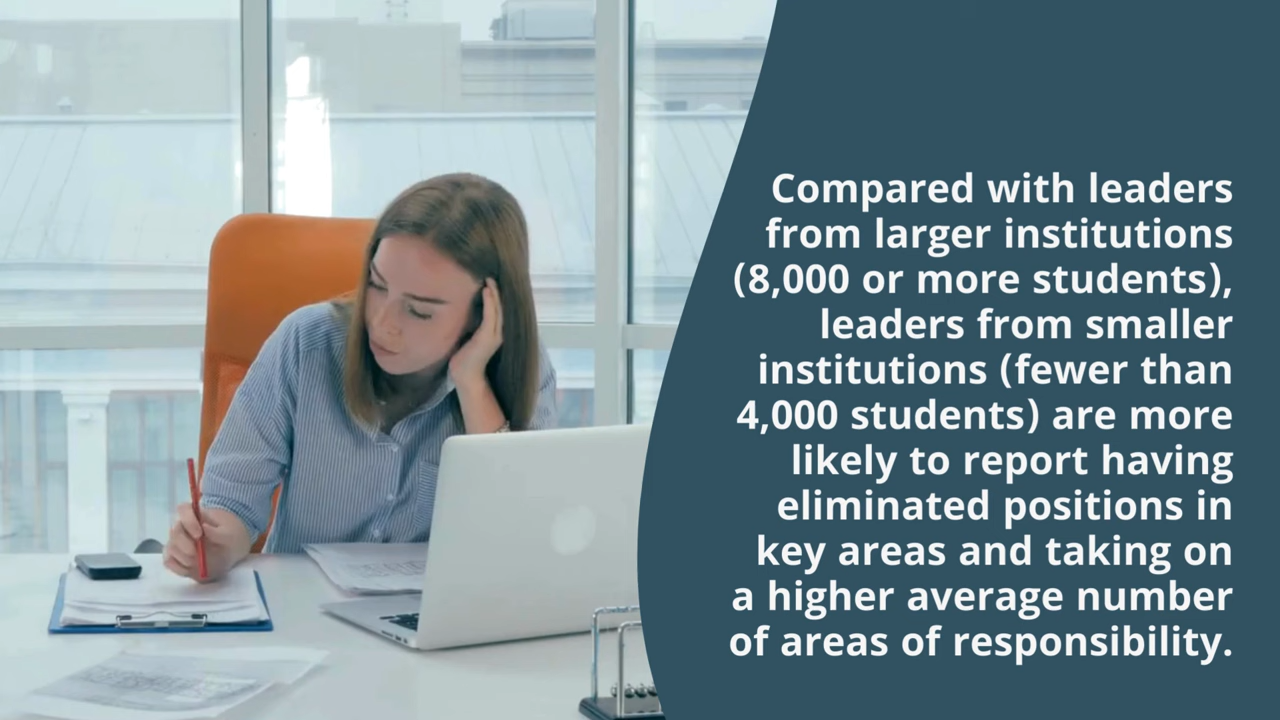 Compared with leaders
from larger institutions
(8,000 or more students),
leaders from smaller
institutions (fewer than
4,000 students) are more
likely to report having
eliminated positions in
key areas and taking on
a higher average number
of areas of responsibility.